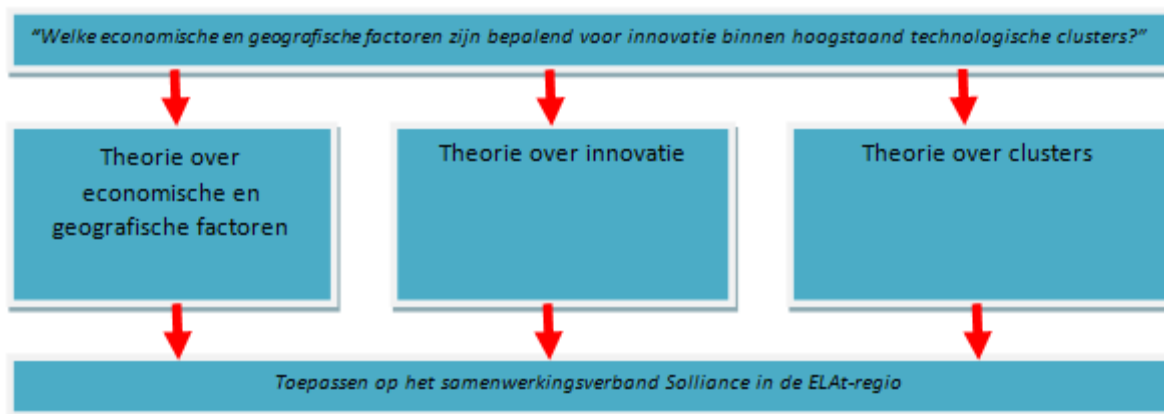 “Welke economische en geografische factoren zijn bepalend voor innovatie binnen hoogstaand technologische clusters?”
Theorie over
economische en
geografische factoren
Theorie over innovatie
Theorie over clusters
Toepassen op het samenwerkingsverband Solliance in de ELAt-regio